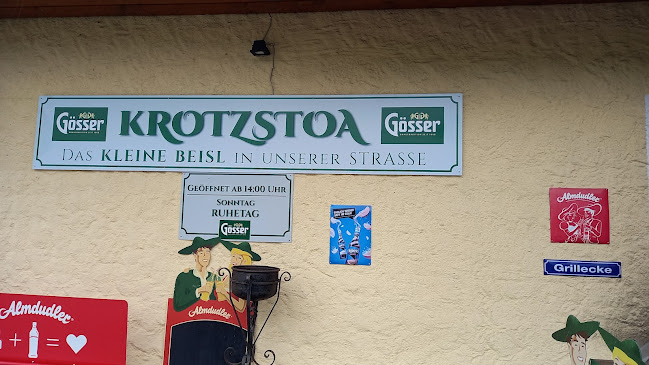 Gösser
KROTZSTOA
Gösser
DAS KLEINE BEISL IN UNSERER STRASSE
GEÖFFNET AB 14:00 UHR
SONNTAG
RUHETAG
Gösser
Almdudler
Grillecke
Almdudler
Almdudler
+ =